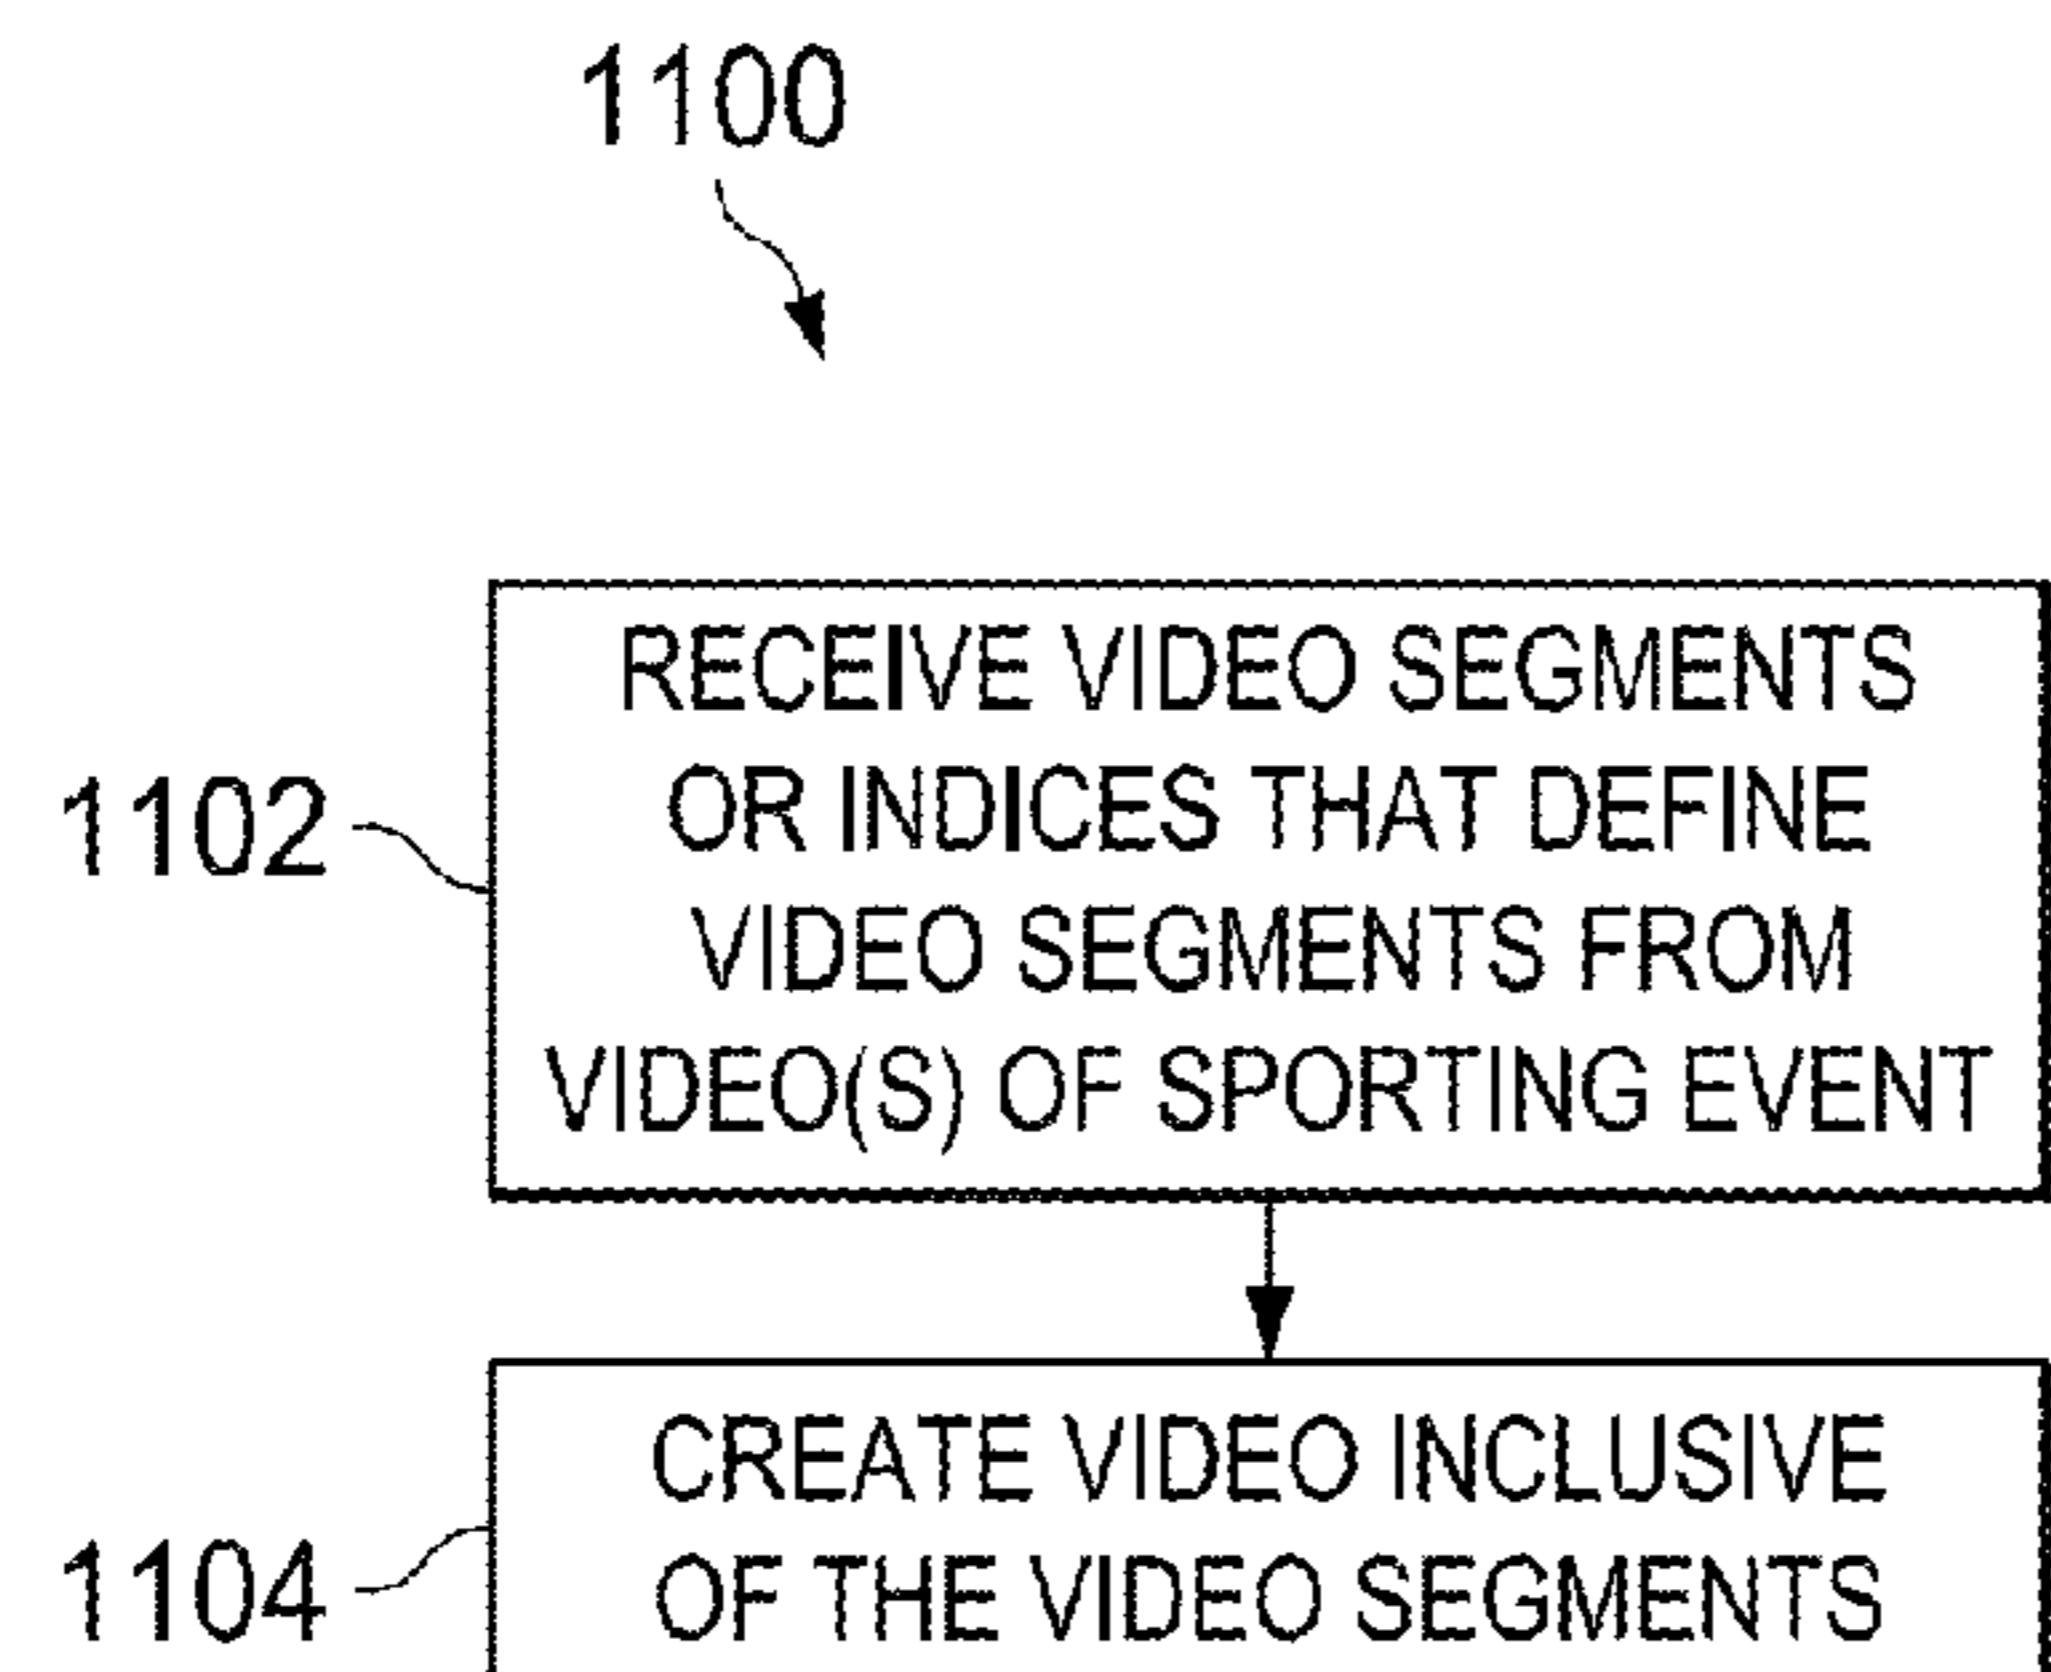 1100
RECEIVE VIDEO SEGMENTS
OR INDICES THAT DEFINE
1102
VIDEO SEGMENTS FROM
VIDEO(S) OF SPORTING EVENT
CREATE VIDEO INCLUSIVE
1104
OF THE VIDEO SEGMENTS